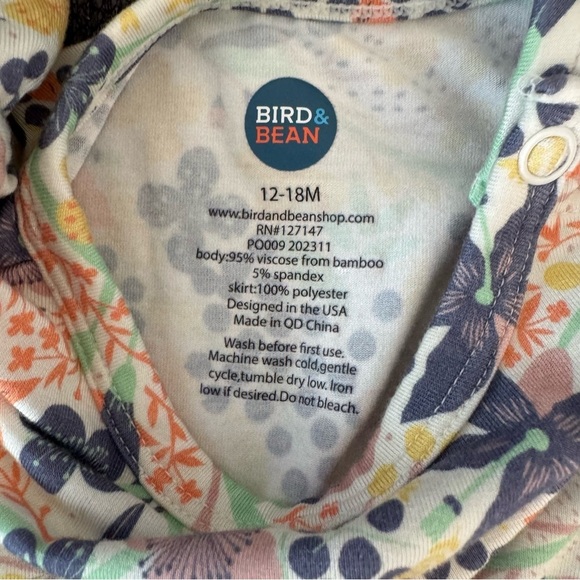 BIRD&
BEAN
12-18M
www.birdandbeanshop.com
RN#127147
PO009 202311
body:95% viscose from bamboo
5% spandex
skirt:100% polyester
Designed in the USA
Made in QD China
Wash before first use.
Machine wash cold,gentle
cycle,tumble dry low. Iron
low if desired.Do not bleach.